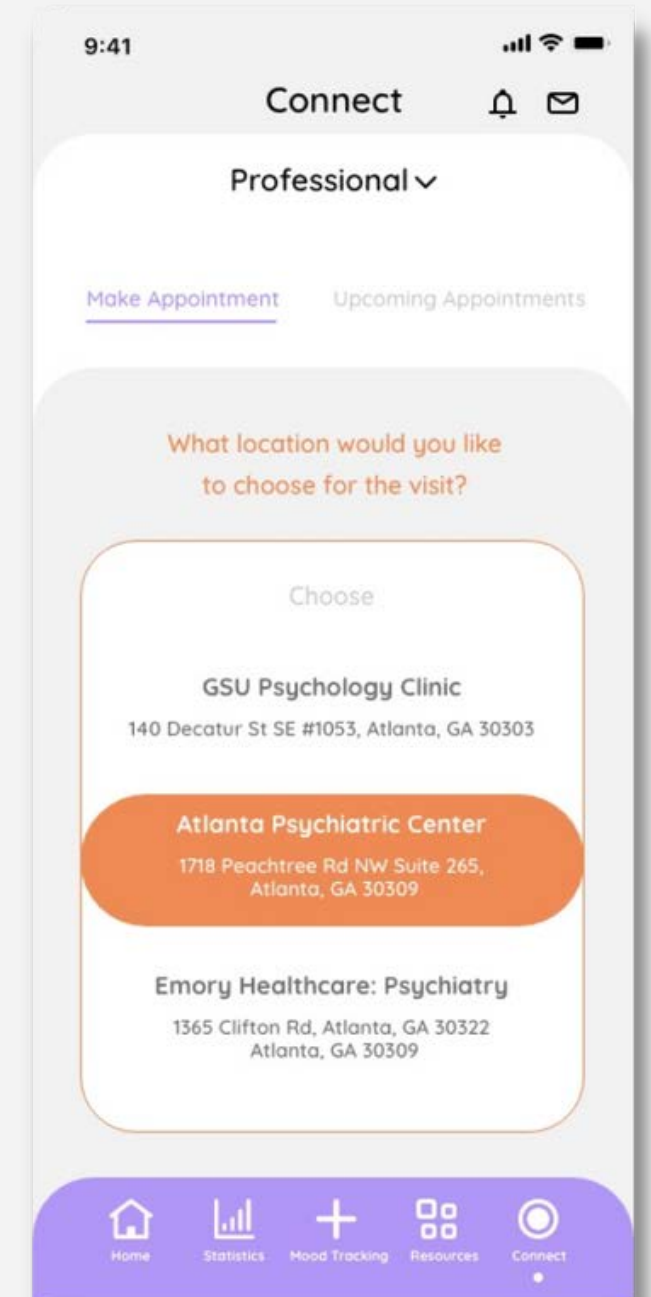 9:41
Connect
Professional
Make Appointment
Upcoming Appointments
What location would you like
to choose for the visit?
Choose
GSU Psychology Clinic
140 Decatur St SE #1053, Atlanta, GA 30303
Atlanta Psychiatric Center
1718 Peachtree Rd NW Suite 265,
Atlanta, GA 30309
Emory Healthcare: Psychiatry
1365 Clifton Rd, Atlanta, GA 30322
Atlanta, GA 30309
Home
Statistics
Mood Tracking
Resources
Connect